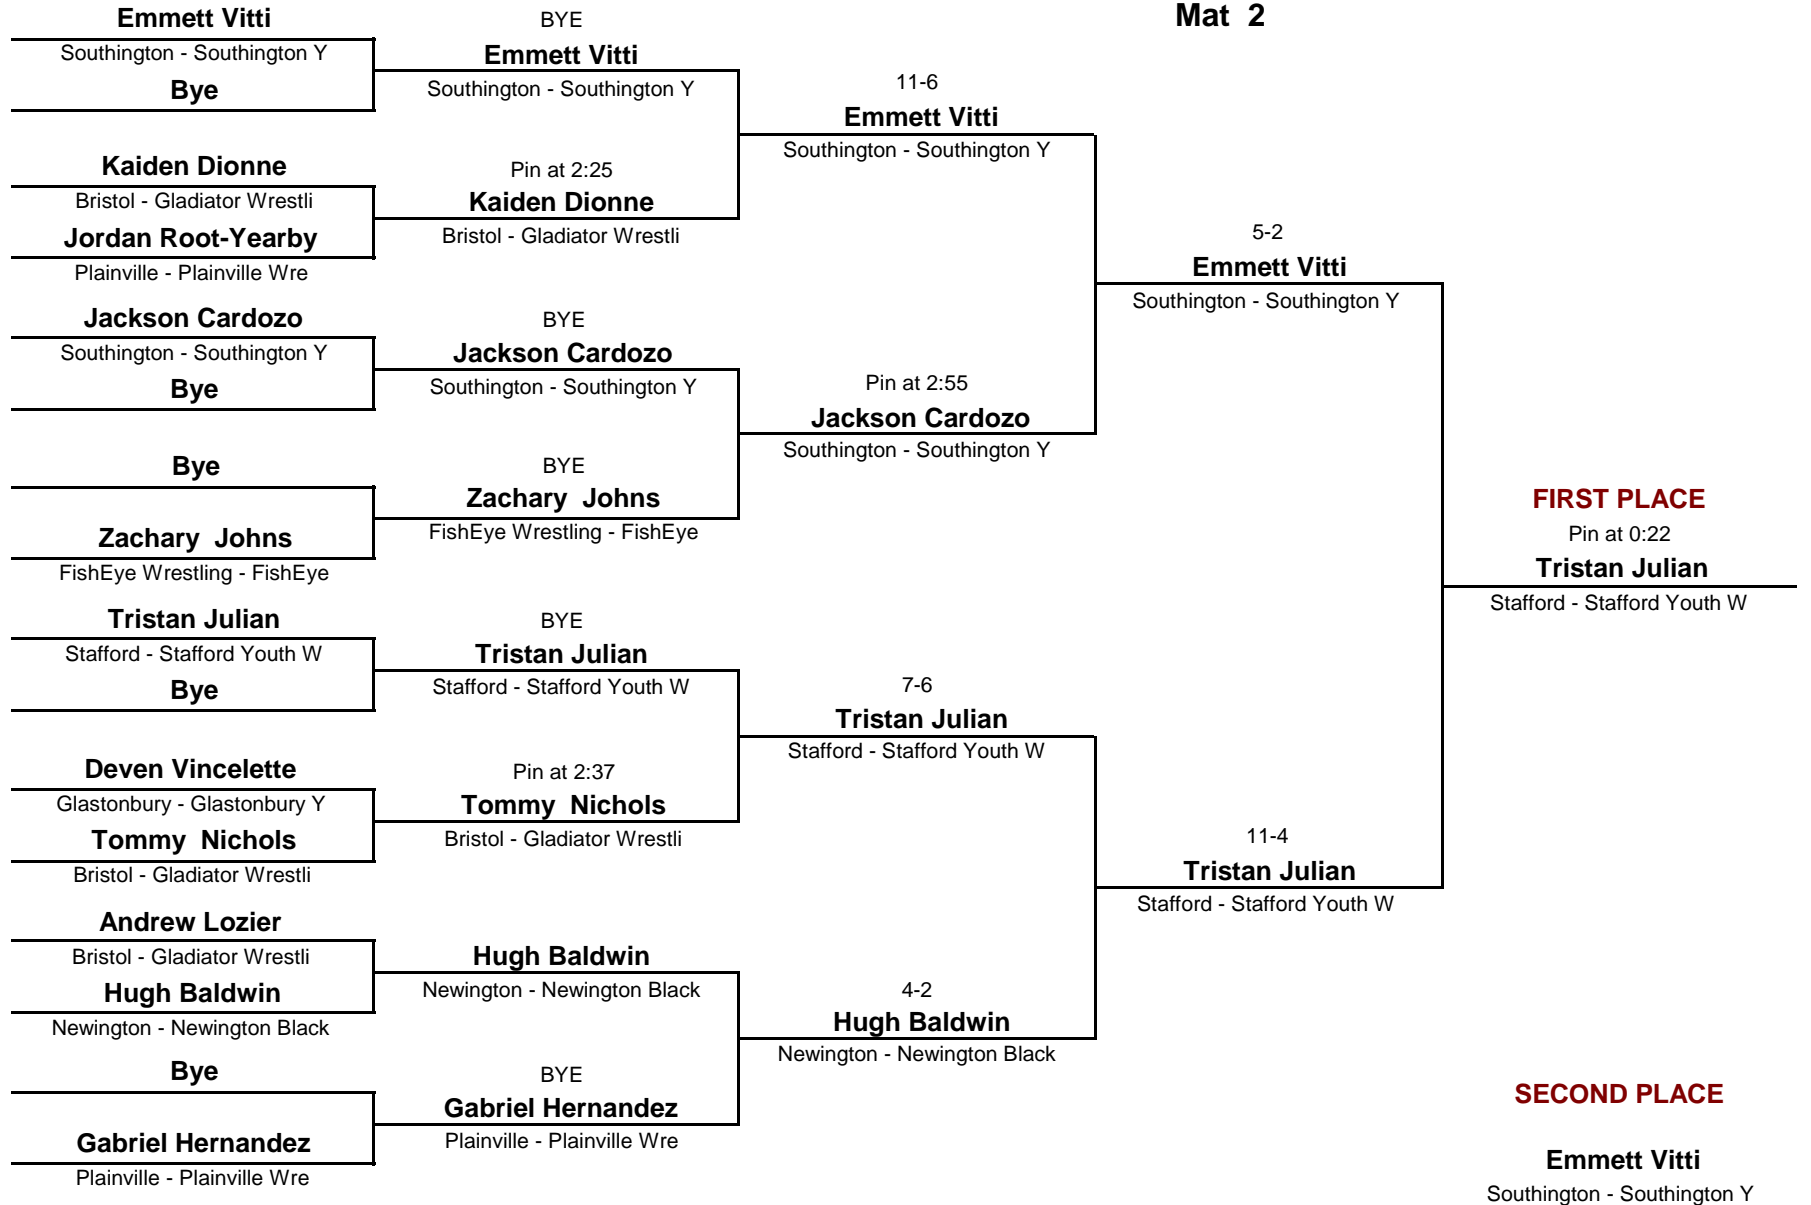 Mat 2
Emmett Vitti
Southington - Southington Y
Bye
Kaiden Dionne
Bristol - Gladiator Wrestli
Jordan Root-Yearby
Plainville - Plainville Wre
Jackson Cardozo
Southington - Southington Y
Bye
Bye
Zachary Johns
FishEye Wrestling - FishEye
Tristan Julian
Stafford - Stafford Youth W
Bye
Deven Vincelette
Glastonbury - Glastonbury Y
Tommy Nichols
Bristol - Gladiator Wrestli
Andrew Lozier
Bristol - Gladiator Wrestli
Hugh Baldwin
Newington - Newington Black
Bye
Gabriel Hernandez
Plainville - Plainville Wre
BYE
Emmett Vitti
Southington - Southington Y
Pin at 2:25
Kaiden Dionne
Bristol - Gladiator Wrestli
BYE
Jackson Cardozo
Southington - Southington Y
BYE
Zachary Johns
FishEye Wrestling - FishEye
BYE
Tristan Julian
Stafford - Stafford Youth W
Pin at 2:37
Tommy Nichols
Bristol - Gladiator Wrestli
Hugh Baldwin
Newington - Newington Black
BYE
Gabriel Hernandez
Plainville - Plainville Wre
11-6
Emmett Vitti
Southington - Southington Y
Pin at 2:55
Jackson Cardozo
Southington - Southington Y
7-6
Tristan Julian
Stafford - Stafford Youth W
4-2
Hugh Baldwin
Newington - Newington Black
5-2
Emmett Vitti
Southington - Southington Y
11-4
Tristan Julian
Stafford - Stafford Youth W
FIRST PLACE
Pin at 0:22
Tristan Julian
Stafford - Stafford Youth W
SECOND PLACE
Emmett Vitti
Southington - Southington Y